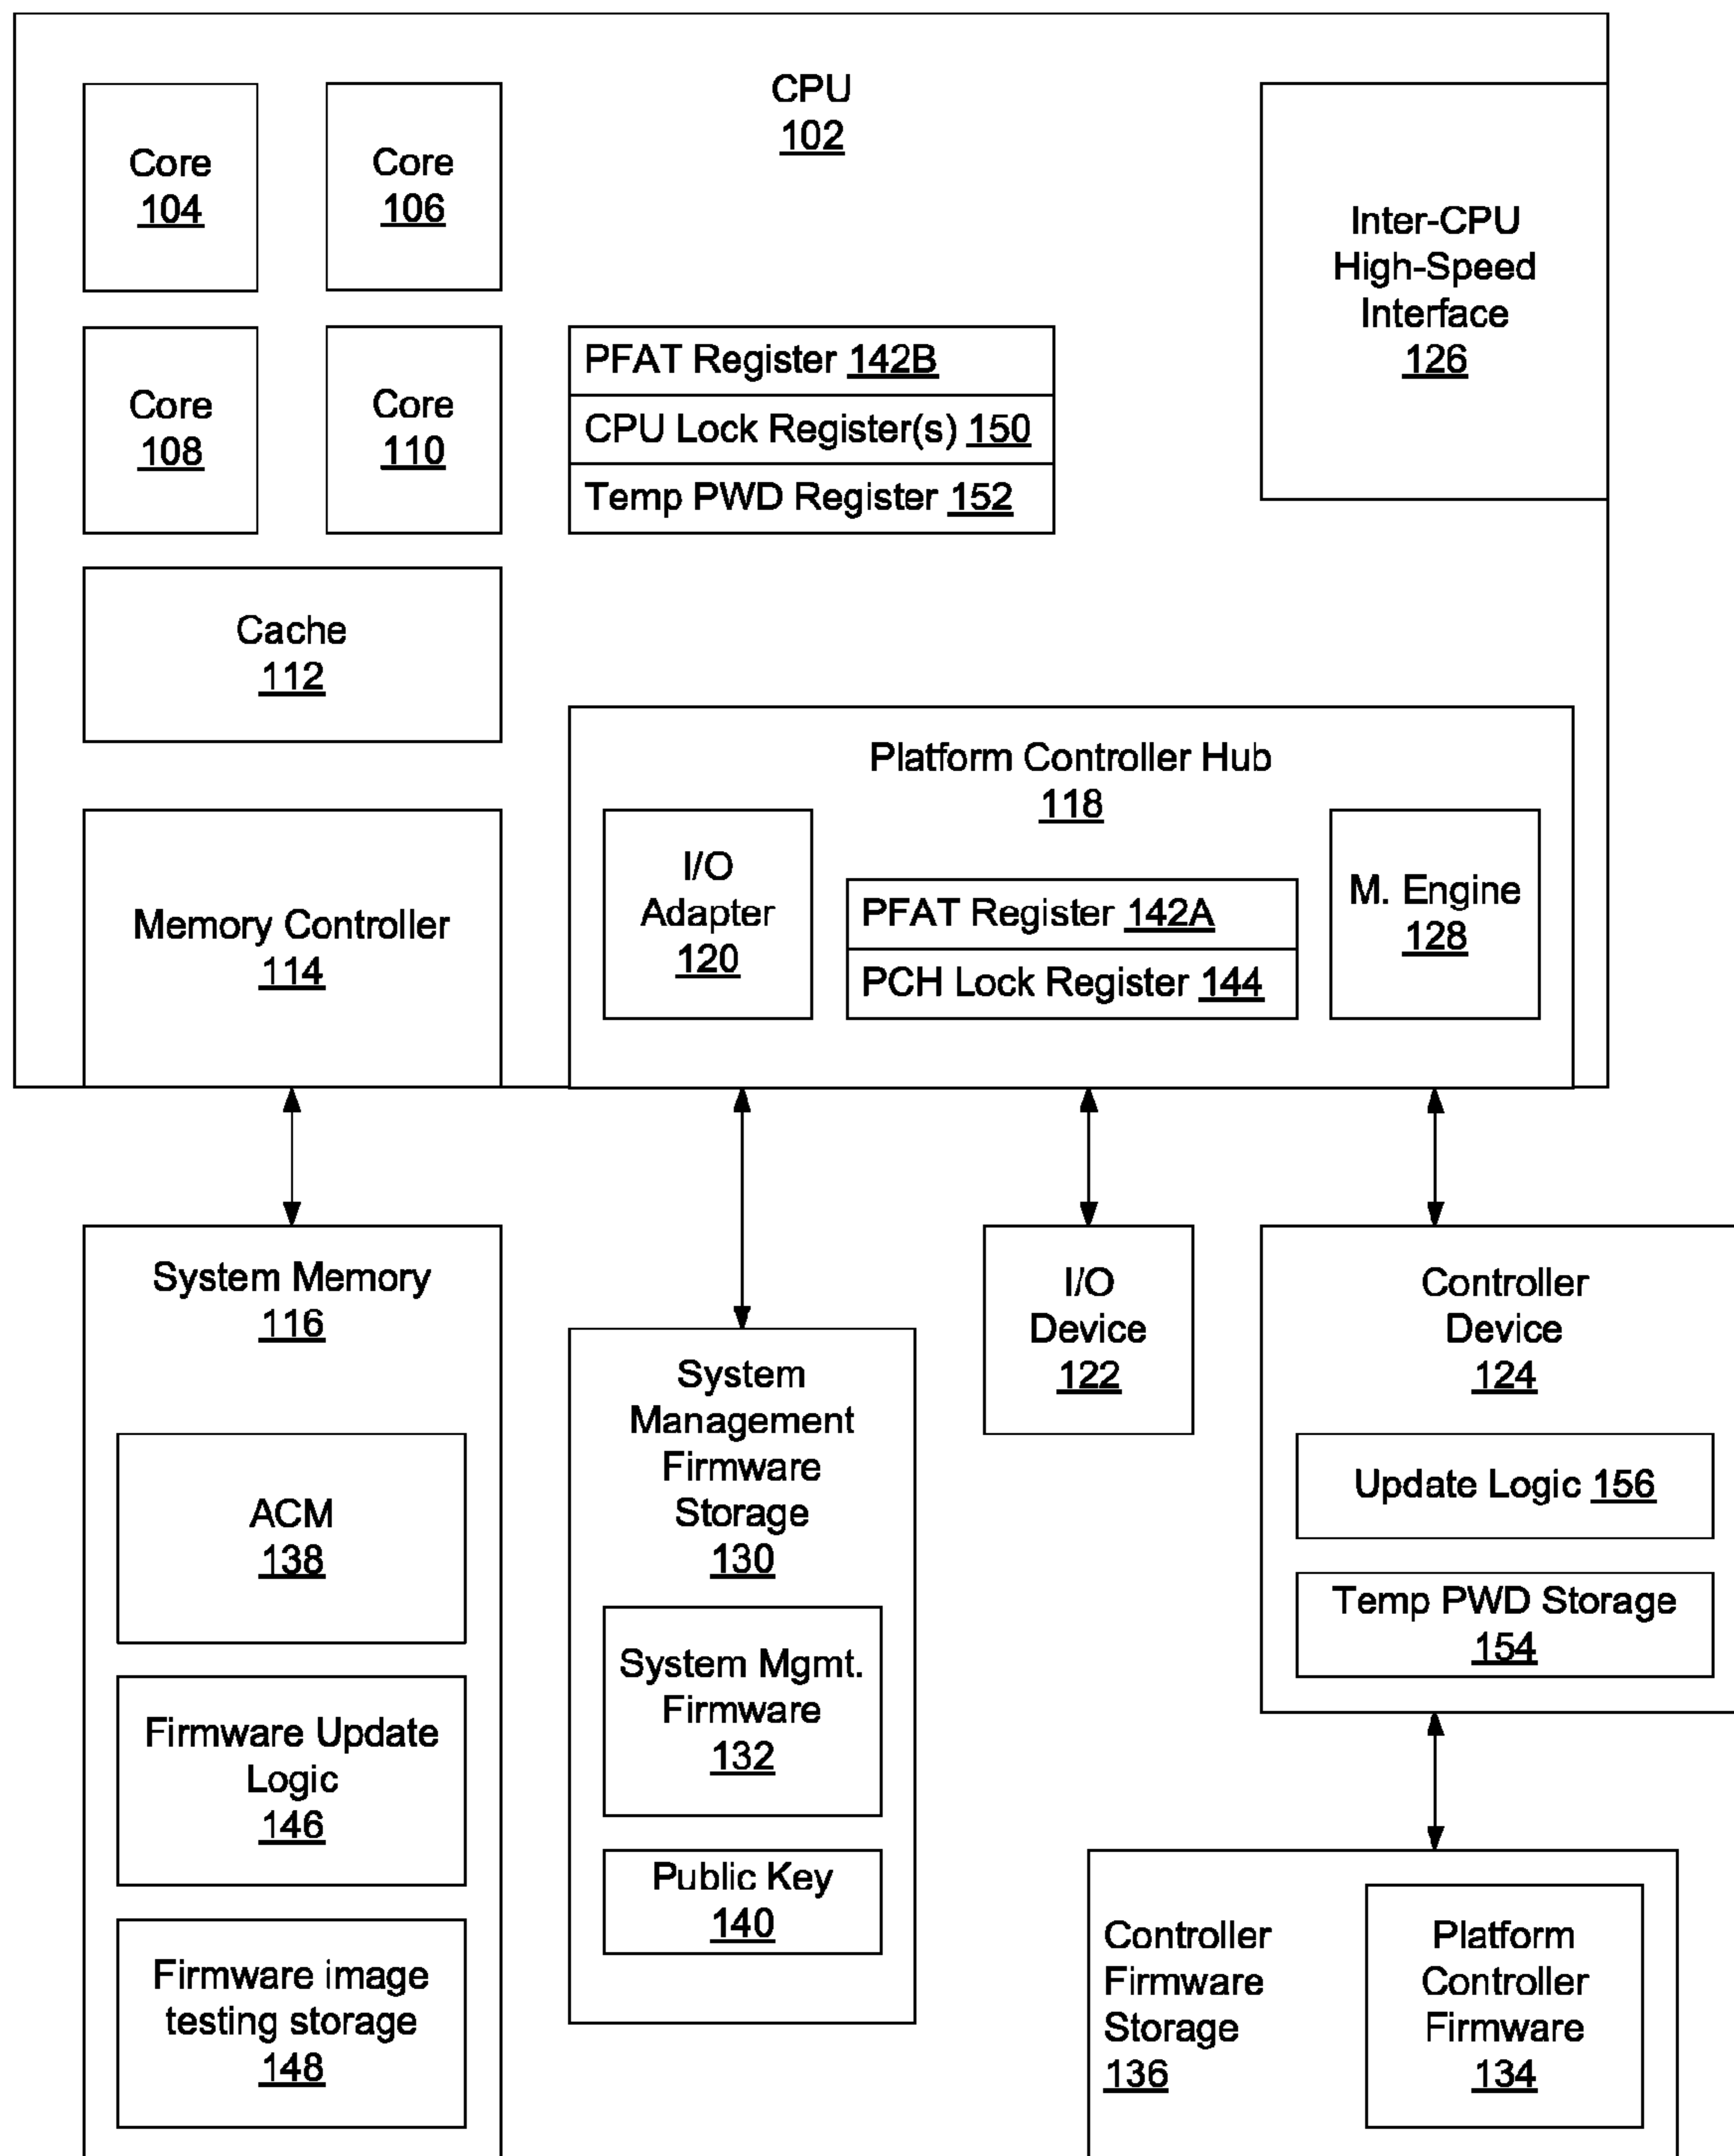 CPU
102
Core
104
Core
106
Inter-CPU
High-Speed
Interface
126
Core
108
Core
110
PFAT Register 142B
CPU Lock Register(s) 150
Temp PWD Register 152
Cache
112
Memory Controller
114
Platform Controller Hub
118
I/O
Adapter
120
PFAT Register 142A
PCH Lock Register 144
M. Engine
128
System Memory
116
ACM
138
Firmware Update
Logic
146
Firmware image
testing storage
148
System
Management
Firmware
Storage
130
System Mgmt.
Firmware
132
Public Key
140
I/O
Device
122
Controller
Device
124
Update Logic 156
Temp PWD Storage
154
Controller
Firmware
Storage
136
Platform
Controller
Firmware
134